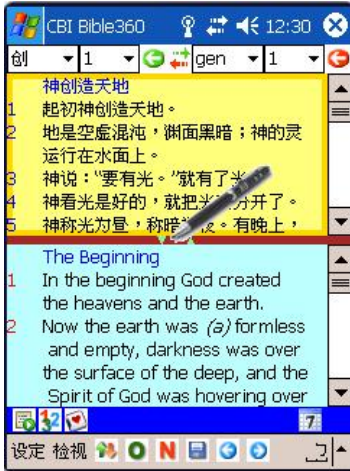 CBI Bible360 12:30
创 1 gen 1
神创造天地
1 起初神创造天地。
2 地是空虚混沌，渊面黑暗；神的灵
运行在水面上。
3 神说：“要有光。”就有了光
4 神看光是好的，就把光 分开了。
5 神称光为昼，称暗 夜。有晚上，
The Beginning
1 In the beginning God created
the heavens and the earth.
2 Now the earth was (a) formless
and empty, darkness was over
the surface of the deep, and the
Spirit of God was hovering over
1 3 2 7
设定 检视 O N